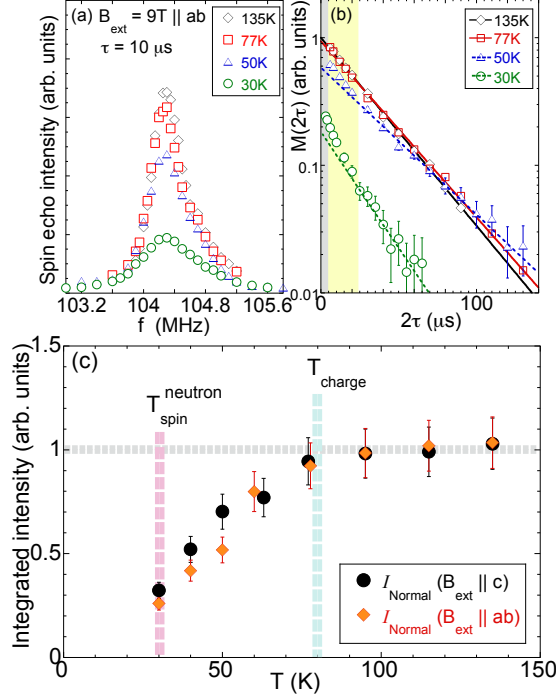 (a) B_ext = 9T || ab
τ = 10 μs
135K
77K
50K
30K
Spin echo intensity (arb. units)
103.2 104 104.8 105.6
f (MHz)
(b)
135K
77K
50K
30K
M(2τ) (arb. units)
1
0.1
0.01
0 100
2τ (μs)
(c)
T_spin^neutron
T_charge
Integrated intensity (arb. units)
1.5
1
0.5
0
I_Normal (B_ext || c)
I_Normal (B_ext || ab)
0 50 100 150
T (K)